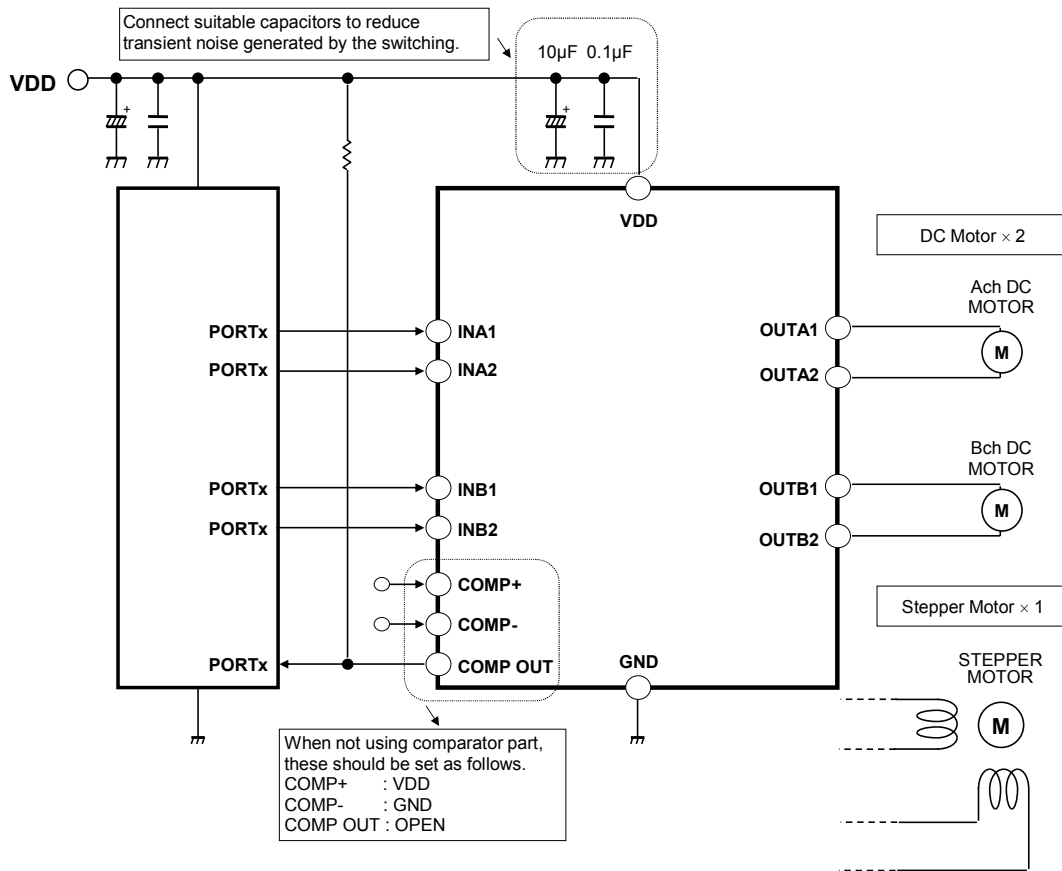 Connect suitable capacitors to reduce
transient noise generated by the switching.
10µF 0.1µF
VDD
+
+
VDD
DC Motor × 2
Ach DC
MOTOR
PORTx
INA1
OUTA1
M
PORTx
INA2
OUTA2
Bch DC
MOTOR
PORTx
INB1
OUTB1
M
PORTx
INB2
OUTB2
COMP+
Stepper Motor × 1
COMP-
PORTx
COMP OUT
GND
STEPPER
MOTOR
M
When not using comparator part,
these should be set as follows.
COMP+ : VDD
COMP- : GND
COMP OUT : OPEN